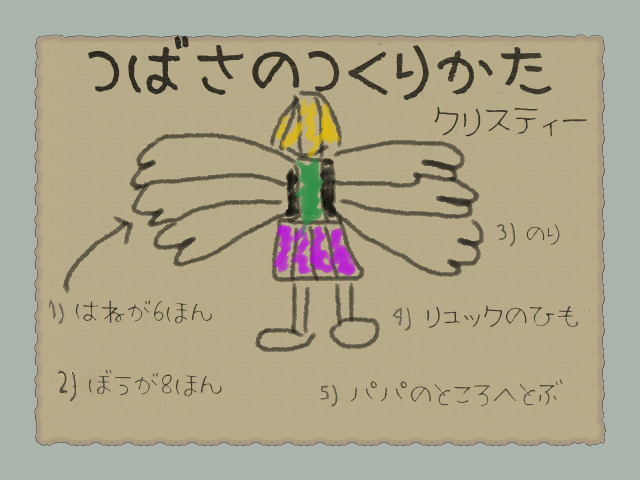 つばさのつくりかた
クリスティー
1) はねが6ほん
2) ぼうが8ほん
3) のり
4) リュックのひも
5) パパのところへとぶ